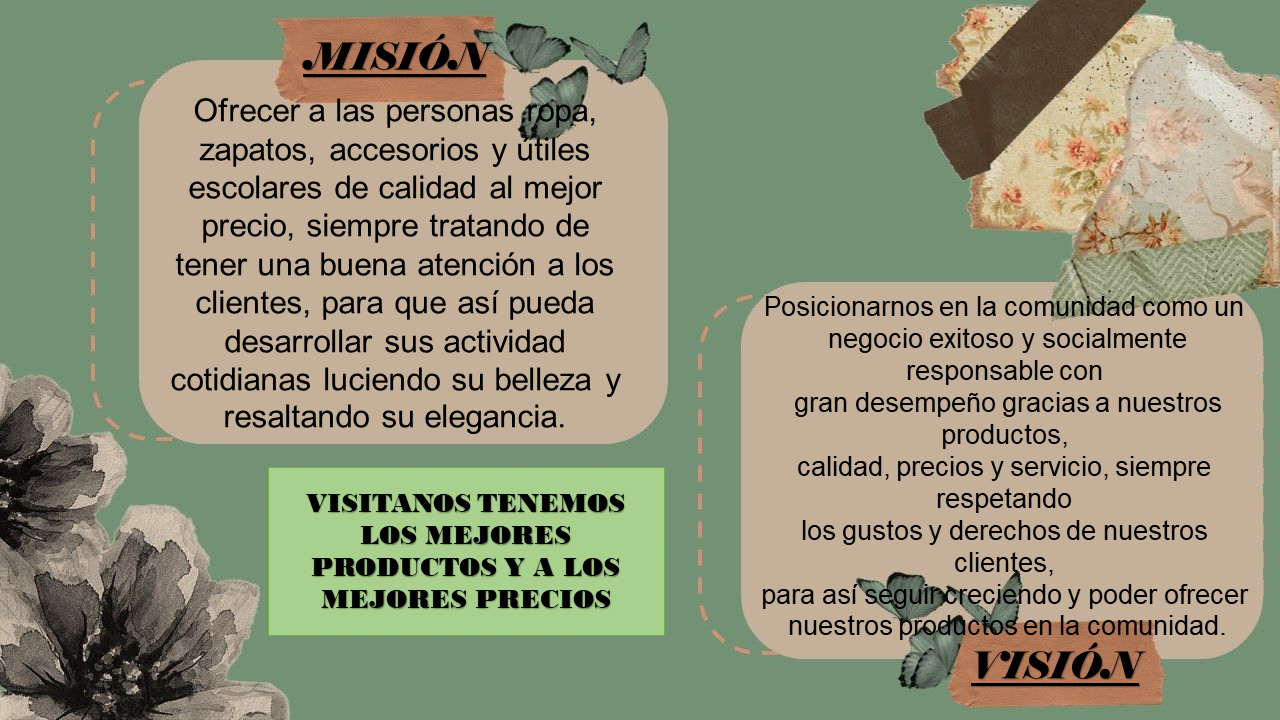 MISIÓN
Ofrecer a las personas ropa,
zapatos, accesorios y útiles
escolares de calidad al mejor
precio, siempre tratando de
tener una buena atención a los
clientes, para que así pueda
desarrollar sus actividad
cotidianas luciendo su belleza y
resaltando su elegancia.
VISITANOS TENEMOS
LOS MEJORES
PRODUCTOS Y A LOS
MEJORES PRECIOS
Posicionarnos en la comunidad como un
negocio exitoso y socialmente
responsable con
gran desempeño gracias a nuestros
productos,
calidad, precios y servicio, siempre
respetando
los gustos y derechos de nuestros
clientes,
para así seguir creciendo y poder ofrecer
nuestros productos en la comunidad.
VISIÓN